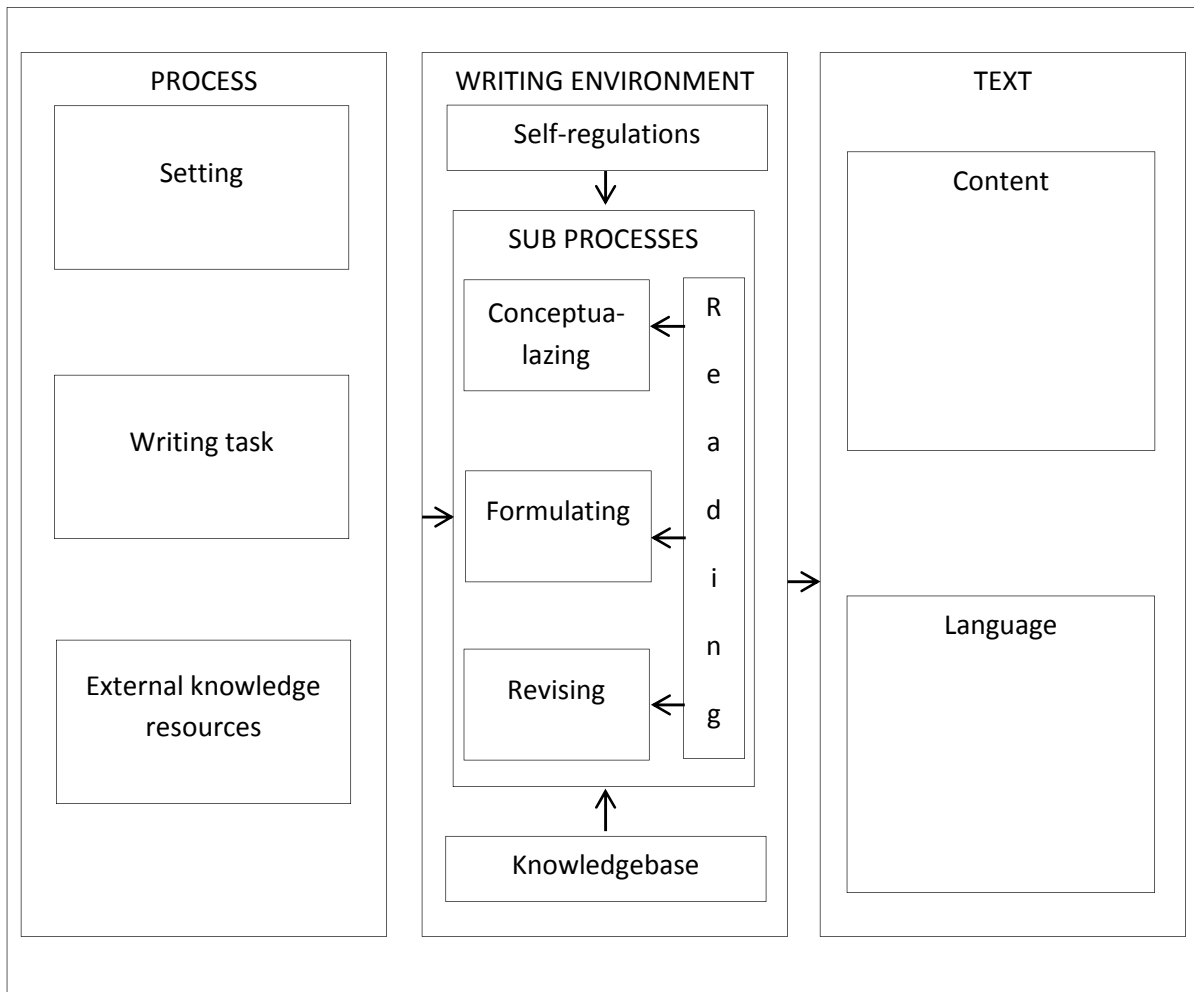 PROCESS
Setting
Writing task
External knowledge
resources
WRITING ENVIRONMENT
Self-regulations
SUB PROCESSES
Conceptua-
lazing
Formulating
Revising
Reading
Knowledgebase
TEXT
Content
Language